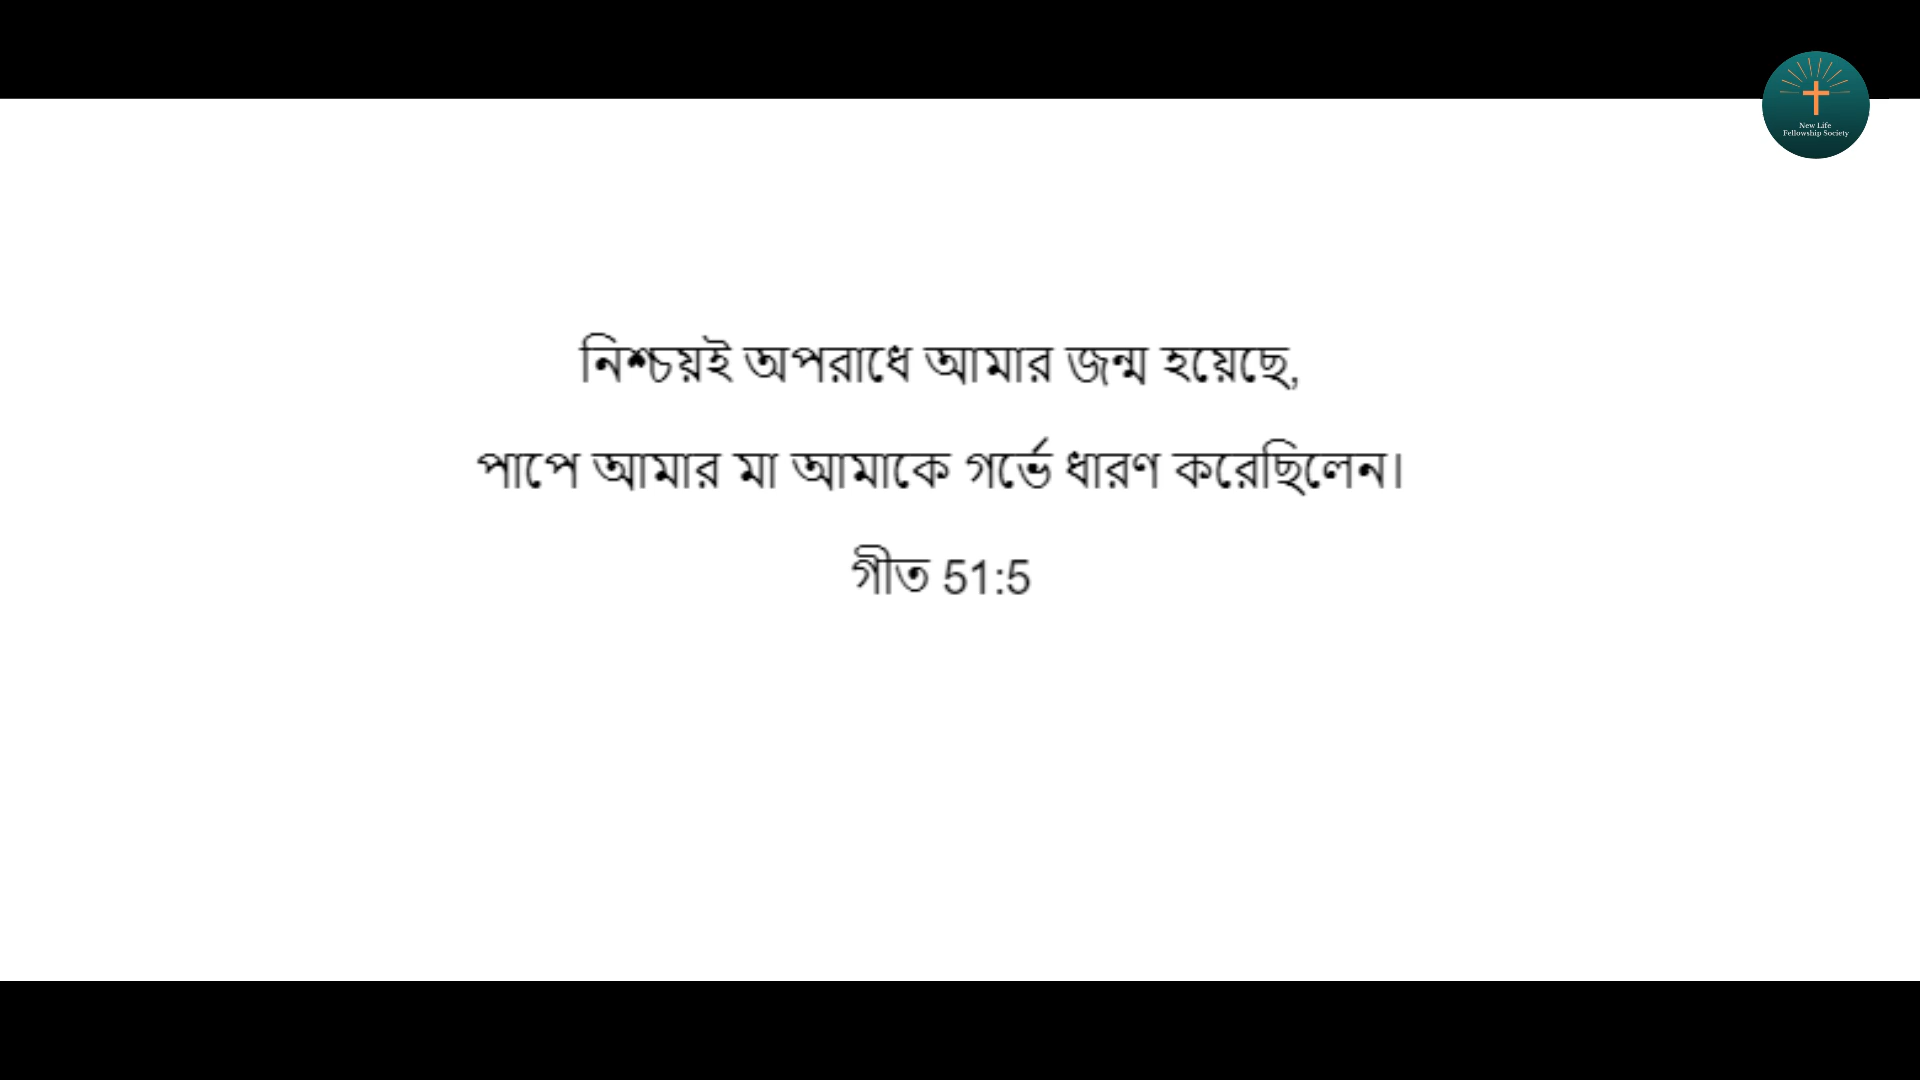 New Life
Fellowship Society
নিশ্চয়ই অপরাধে আমার জন্ম হয়েছে,
পাপে আমার মা আমাকে গর্ভে ধারণ করেছিলেন।
গীত 51:5